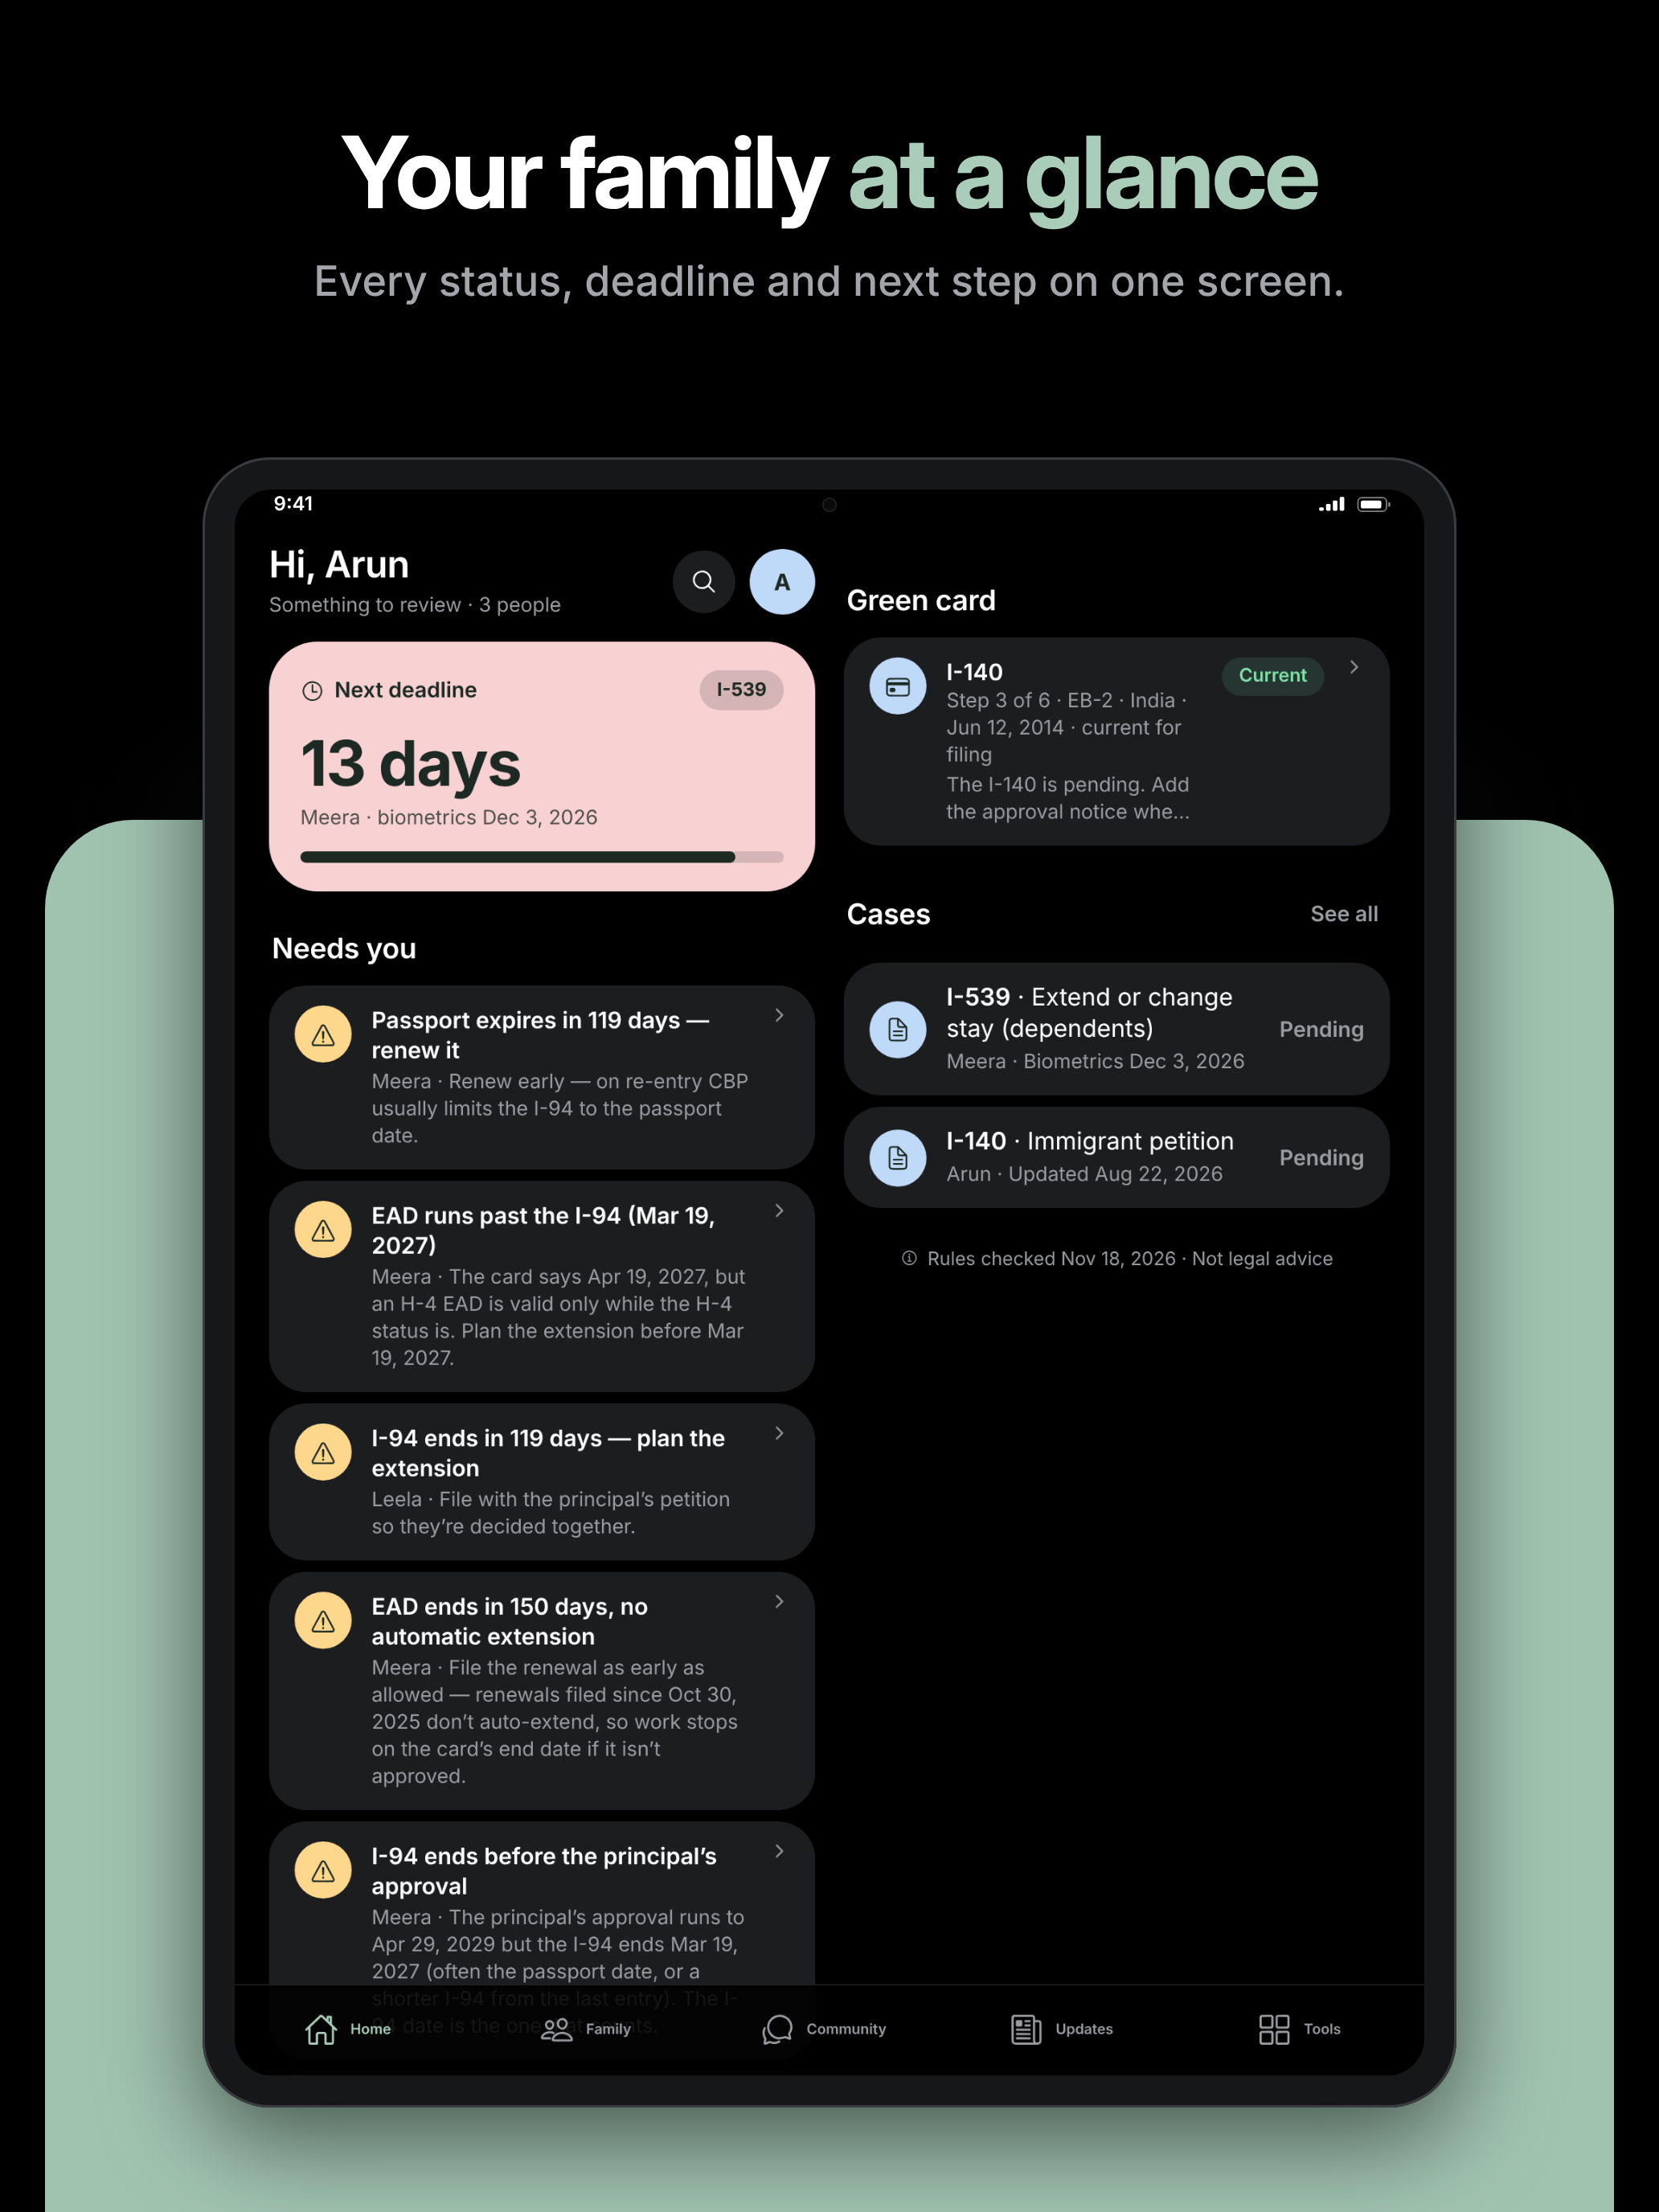 Your family at a glance
Every status, deadline and next step on one screen.
9:41
Hi, Arun
Something to review · 3 people
A
Next deadline
I-539
13 days
Meera · biometrics Dec 3, 2026
Needs you
Passport expires in 119 days —
renew it
Meera · Renew early — on re-entry CBP
usually limits the I-94 to the passport
date.
EAD runs past the I-94 (Mar 19,
2027)
Meera · The card says Apr 19, 2027, but
an H-4 EAD is valid only while the H-4
status is. Plan the extension before Mar
19, 2027.
I-94 ends in 119 days — plan the
extension
Leela · File with the principal’s petition
so they’re decided together.
EAD ends in 150 days, no
automatic extension
Meera · File the renewal as early as
allowed — renewals filed since Oct 30,
2025 don’t auto-extend, so work stops
on the card’s end date if it isn’t
approved.
I-94 ends before the principal’s
approval
Meera · The principal’s approval runs to
Apr 29, 2029 but the I-94 ends Mar 19,
2027 (often the passport date, or a
shorter I-94 from the last entry). The I-
94 date is the one
Green card
I-140
Current
Step 3 of 6 · EB-2 · India ·
Jun 12, 2014 · current for
filing
The I-140 is pending. Add
the approval notice whe...
Cases
See all
I-539 · Extend or change
stay (dependents)
Meera · Biometrics Dec 3, 2026
Pending
I-140 · Immigrant petition
Arun · Updated Aug 22, 2026
Pending
Rules checked Nov 18, 2026 · Not legal advice
Home
Family
Community
Updates
Tools